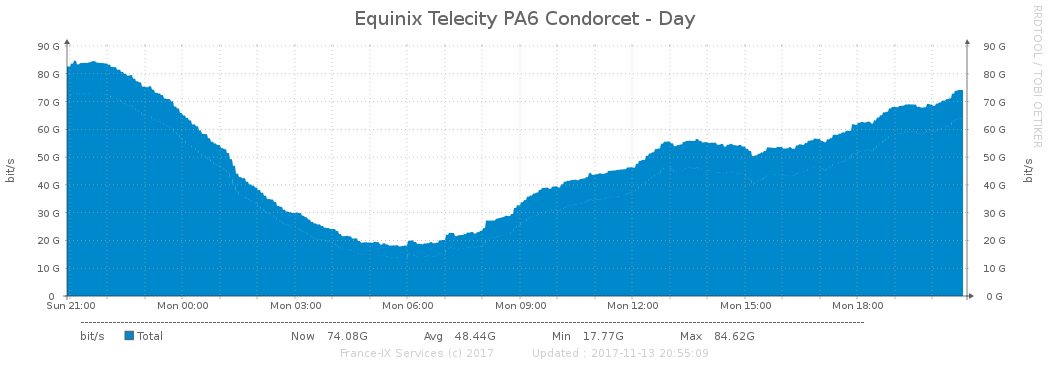 Equinix Telecity PA6 Condorcet - Day
RRDTOOL / TOBI OETIKER
bit/s
90 G 90 G
80 G 80 G
70 G 70 G
60 G 60 G
50 G 50 G
40 G 40 G
30 G 30 G
20 G 20 G
10 G 10 G
0 0 G
bit/s
Sun 21:00 Mon 00:00 Mon 03:00 Mon 06:00 Mon 09:00 Mon 12:00 Mon 15:00 Mon 18:00
bit/s Total Now 74.08G Avg 48.44G Min 17.77G Max 84.62G
France-IX Services (c) 2017 Updated : 2017-11-13 20:55:09